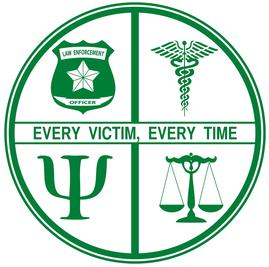 LAW ENFORCEMENT
OFFICER
EVERY VICTIM, EVERY TIME
Ψ